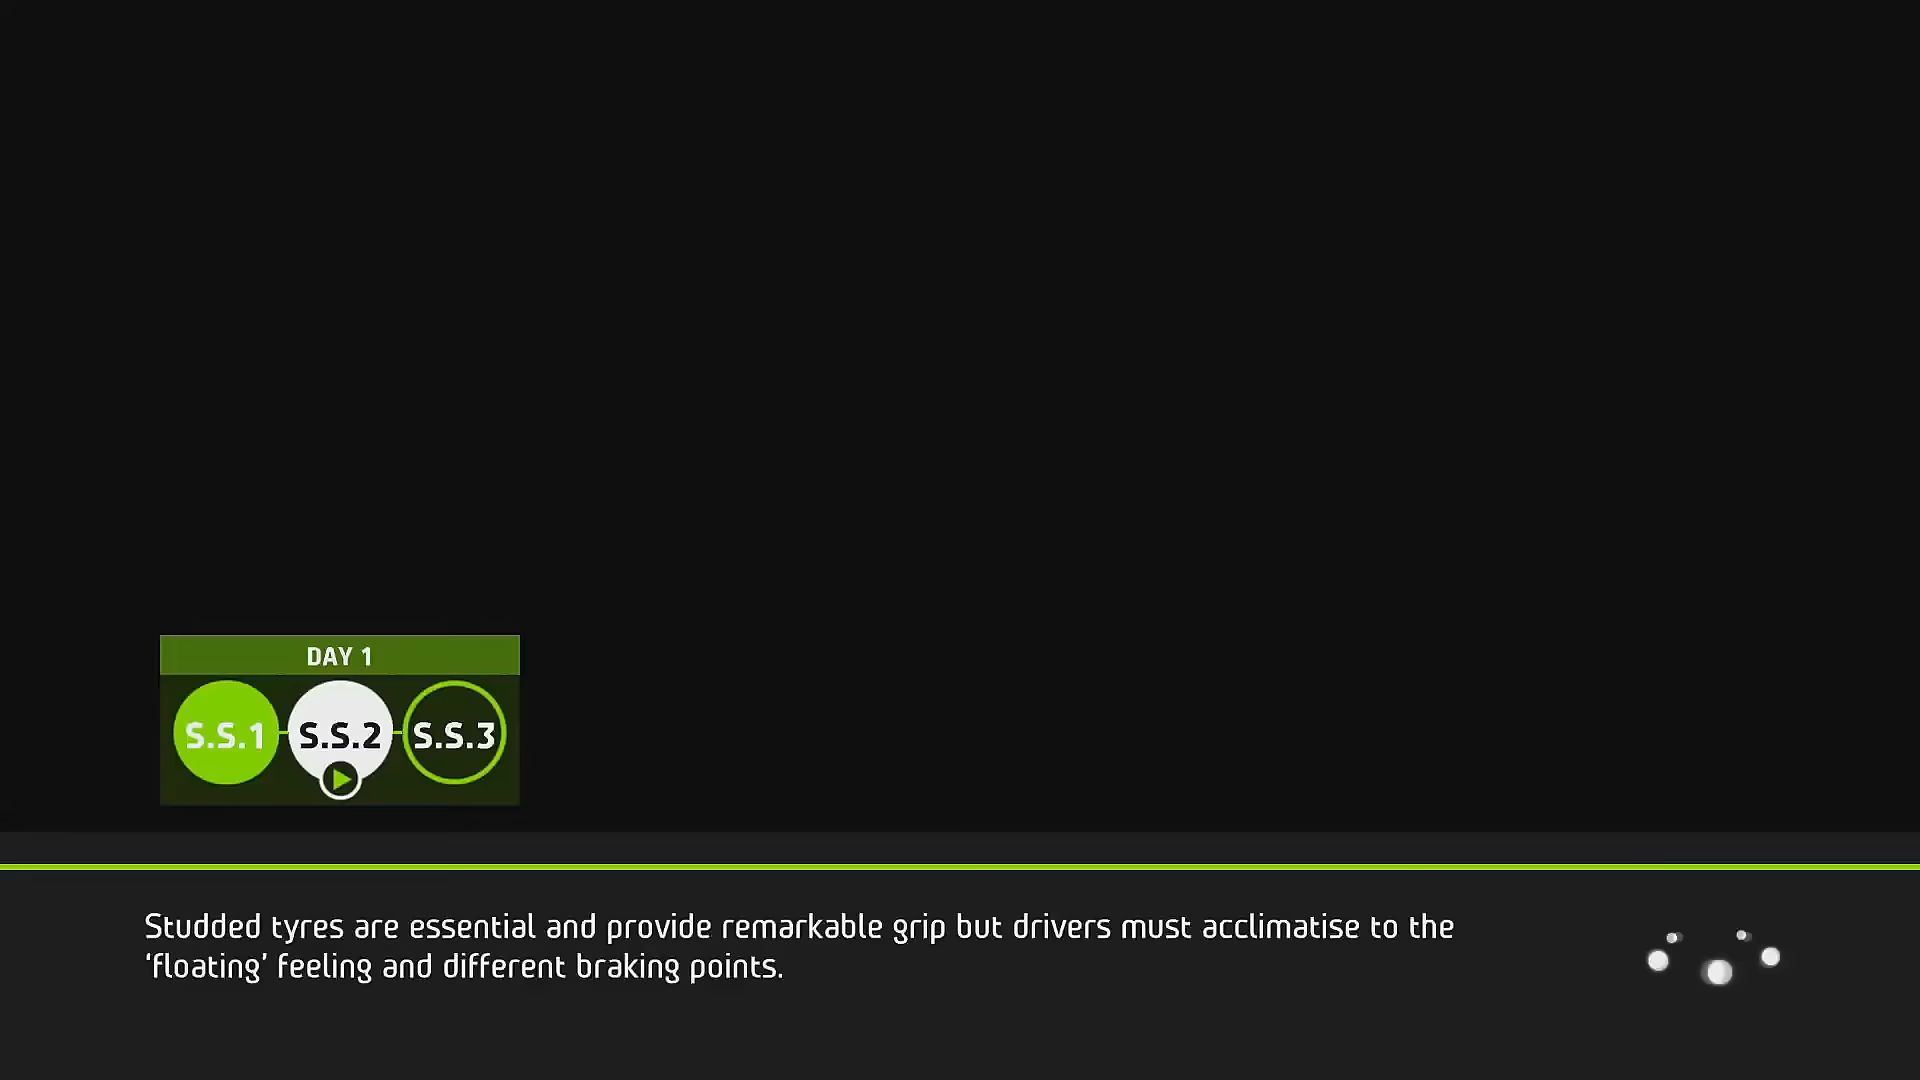 DAY 1
S.S.1 S.S.2 S.S.3
Studded tyres are essential and provide remarkable grip but drivers must acclimatise to the
‘floating’ feeling and different braking points.